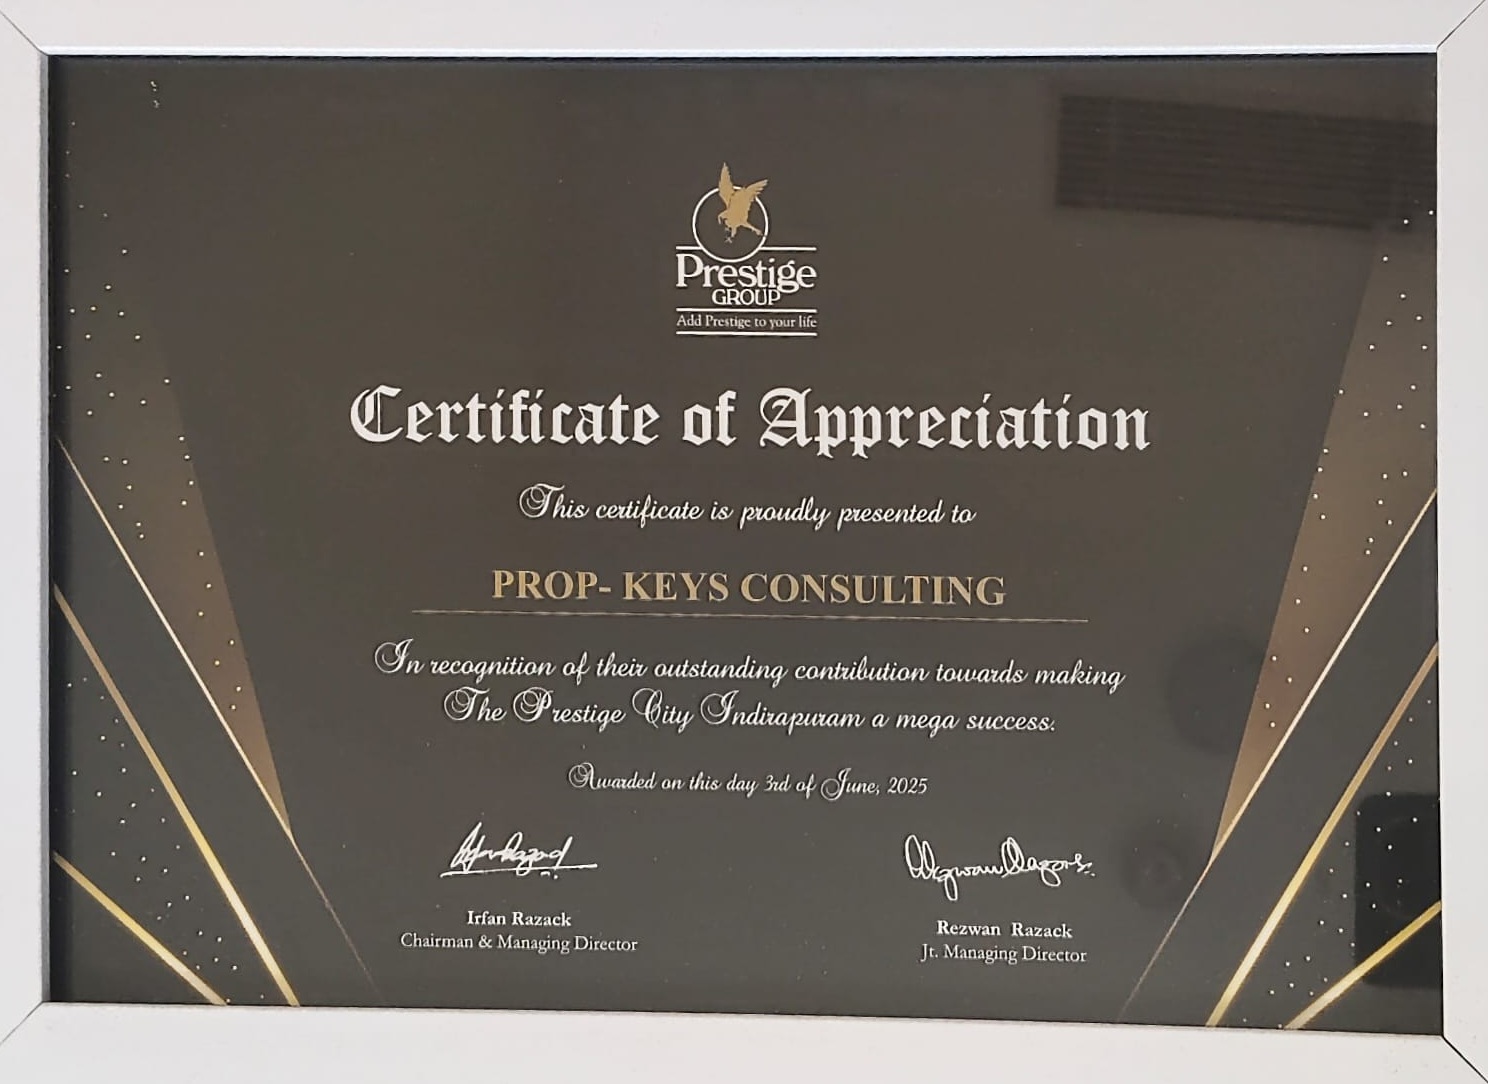 Prestige
GROUP
Add Prestige to your life
Certificate of Appreciation
This certificate is proudly presented to
PROP- KEYS CONSULTING
In recognition of their outstanding contribution towards making
The Prestige City Indirapuram a mega success.
Awarded on this day 3rd of June, 2025
Irfan Razack
Chairman & Managing Director
Rezwan Razack
Jt. Managing Director